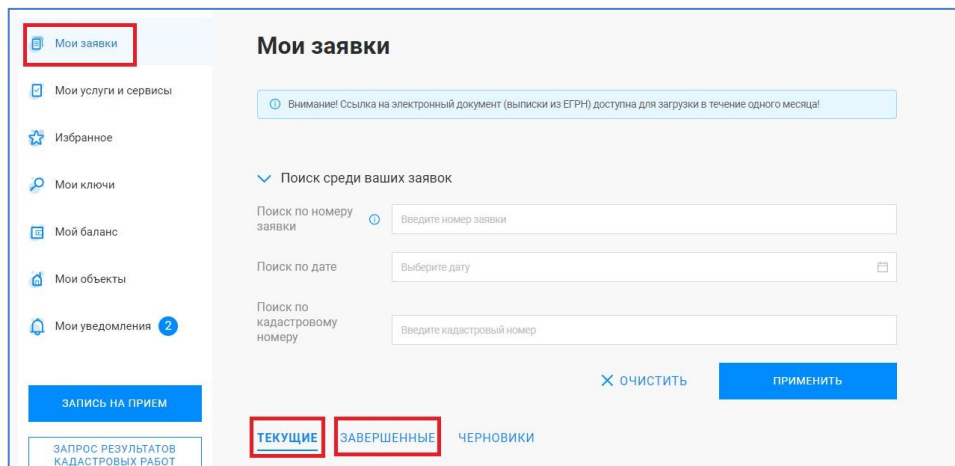 Мои заявки
Мои услуги и сервисы
Избранное
Мои ключи
Мой баланс
Мои объекты
Мои уведомления 2
ЗАПИСЬ НА ПРИЕМ
ЗАПРОС РЕЗУЛЬТАТОВ
КАДАСТРОВЫХ РАБОТ
Мои заявки
Внимание! Ссылка на электронный документ (выписки из ЕГРН) доступна для загрузки в течение одного месяца!
Поиск среди ваших заявок
Поиск по номеру
заявки
Введите номер заявки
Поиск по дате
Выберите дату
Поиск по
кадастровому
номеру
Введите кадастровый номер
ОЧИСТИТЬ
ПРИМЕНИТЬ
ТЕКУЩИЕ ЗАВЕРШЕННЫЕ ЧЕРНОВИКИ